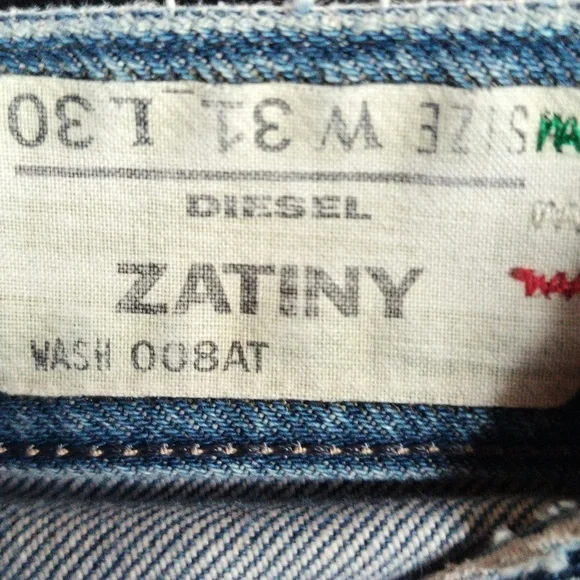 SIZE W 31 L 30
DIESEL
ZATINY
WASH 008AT